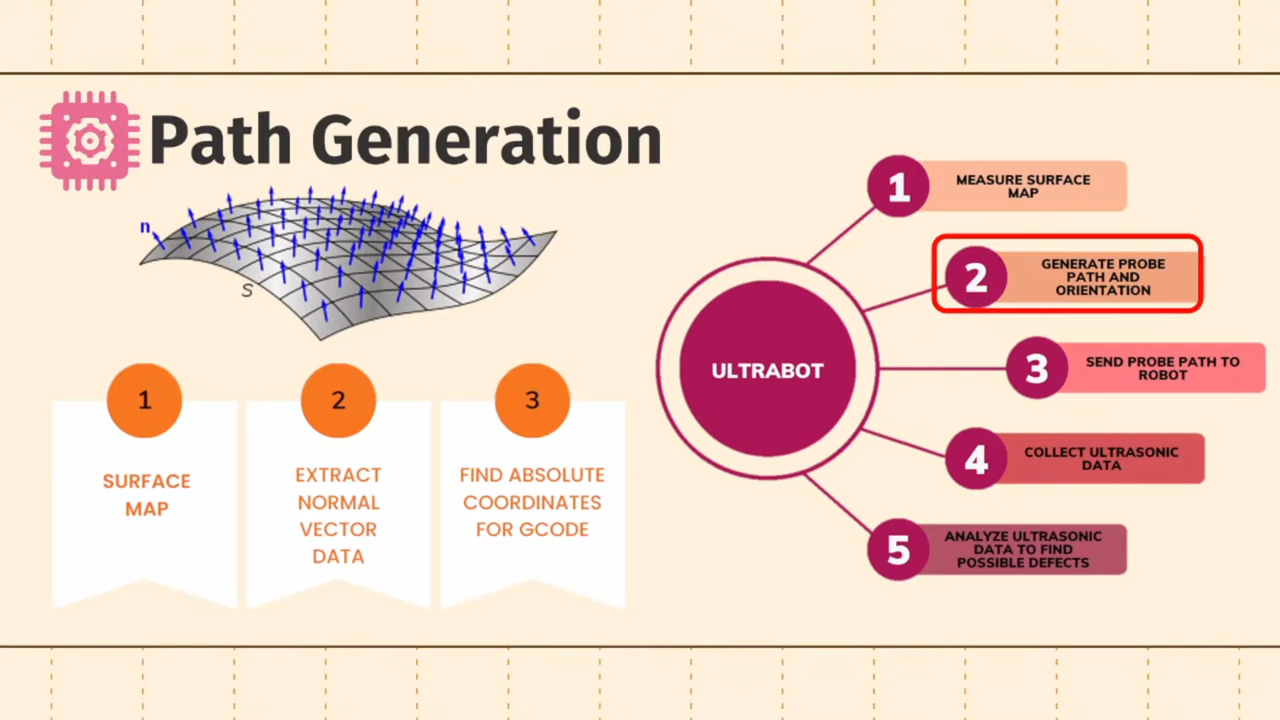 Path Generation
n
S
1
SURFACE
MAP
2
EXTRACT
NORMAL
VECTOR
DATA
3
FIND ABSOLUTE
COORDINATES
FOR GCODE
ULTRABOT
1
MEASURE SURFACE
MAP
2
GENERATE PROBE
PATH AND
ORIENTATION
3
SEND PROBE PATH TO
ROBOT
4
COLLECT ULTRASONIC
DATA
5
ANALYZE ULTRASONIC
DATA TO FIND
POSSIBLE DEFECTS